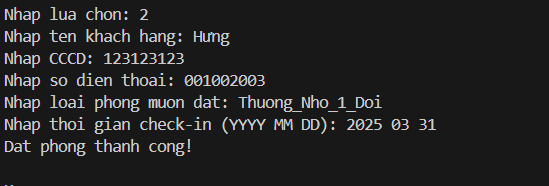 Nhap lua chon: 2
Nhap ten khach hang: Hưng
Nhap CCCD: 123123123
Nhap so dien thoai: 001002003
Nhap loai phong muon dat: Thuong_Nho_1_Doi
Nhap thoi gian check-in (YYYY MM DD): 2025 03 31
Dat phong thanh cong!